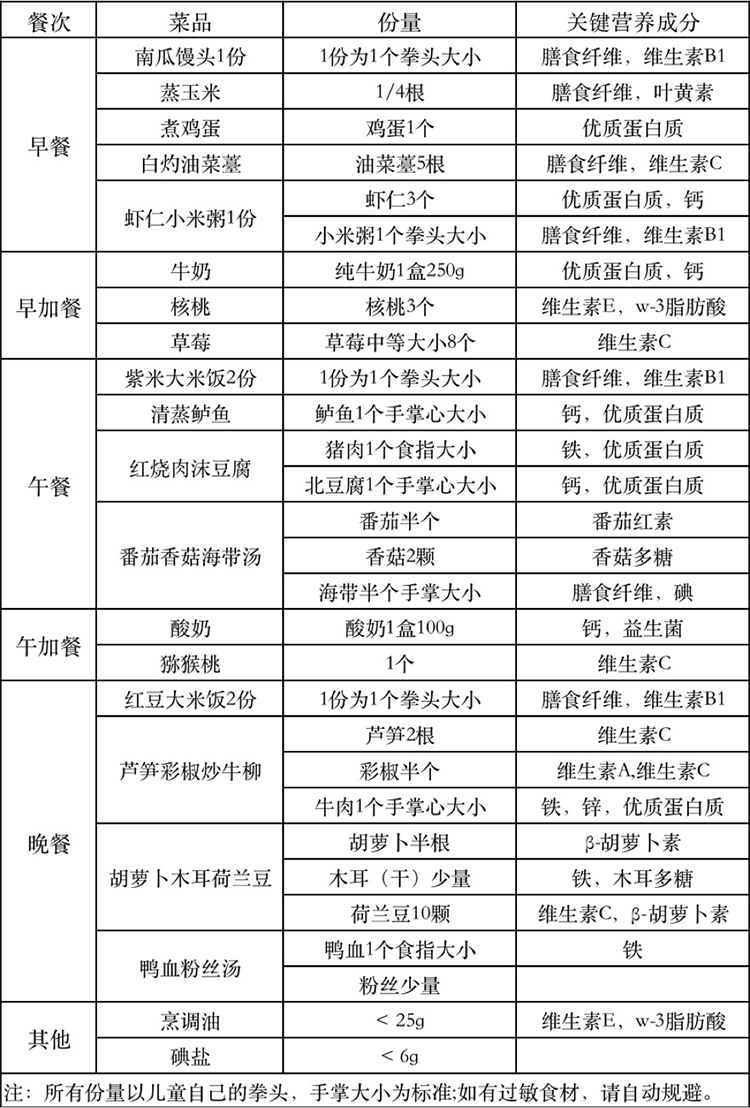 餐次 菜品 份量 关键营养成分
早餐 南瓜馒头1份 1份为1个拳头大小 膳食纤维，维生素B1
蒸玉米 1/4根 膳食纤维，叶黄素
煮鸡蛋 鸡蛋1个 优质蛋白质
白灼油菜薹 油菜薹5根 膳食纤维，维生素C
虾仁小米粥1份 虾仁3个 优质蛋白质，钙
小米粥1个拳头大小 膳食纤维，维生素B1
早加餐 牛奶 纯牛奶1盒250g 优质蛋白质，钙
核桃 核桃3个 维生素E，w-3脂肪酸
草莓 草莓中等大小8个 维生素C
午餐 紫米大米饭2份 1份为1个拳头大小 膳食纤维，维生素B1
清蒸鲈鱼 鲈鱼1个手掌心大小 钙，优质蛋白质
红烧肉沫豆腐 猪肉1个食指大小 铁，优质蛋白质
北豆腐1个手掌心大小 钙，优质蛋白质
番茄香菇海带汤 番茄半个 番茄红素
香菇2颗 香菇多糖
海带半个手掌大小 膳食纤维，碘
午加餐 酸奶 酸奶1盒100g 钙，益生菌
猕猴桃 1个 维生素C
晚餐 红豆大米饭2份 1份为1个拳头大小 膳食纤维，维生素B1
芦笋彩椒炒牛柳 芦笋2根 维生素C
彩椒半个 维生素A,维生素C
牛肉1个手掌心大小 铁，锌，优质蛋白质
胡萝卜木耳荷兰豆 胡萝卜半根 β-胡萝卜素
木耳（干）少量 铁，木耳多糖
荷兰豆10颗 维生素C，β-胡萝卜素
鸭血粉丝汤 鸭血1个食指大小 铁
粉丝少量
其他 烹调油 < 25g 维生素E，w-3脂肪酸
碘盐 < 6g
注：所有份量以儿童自己的拳头，手掌大小为标准;如有过敏食材，请自动规避。